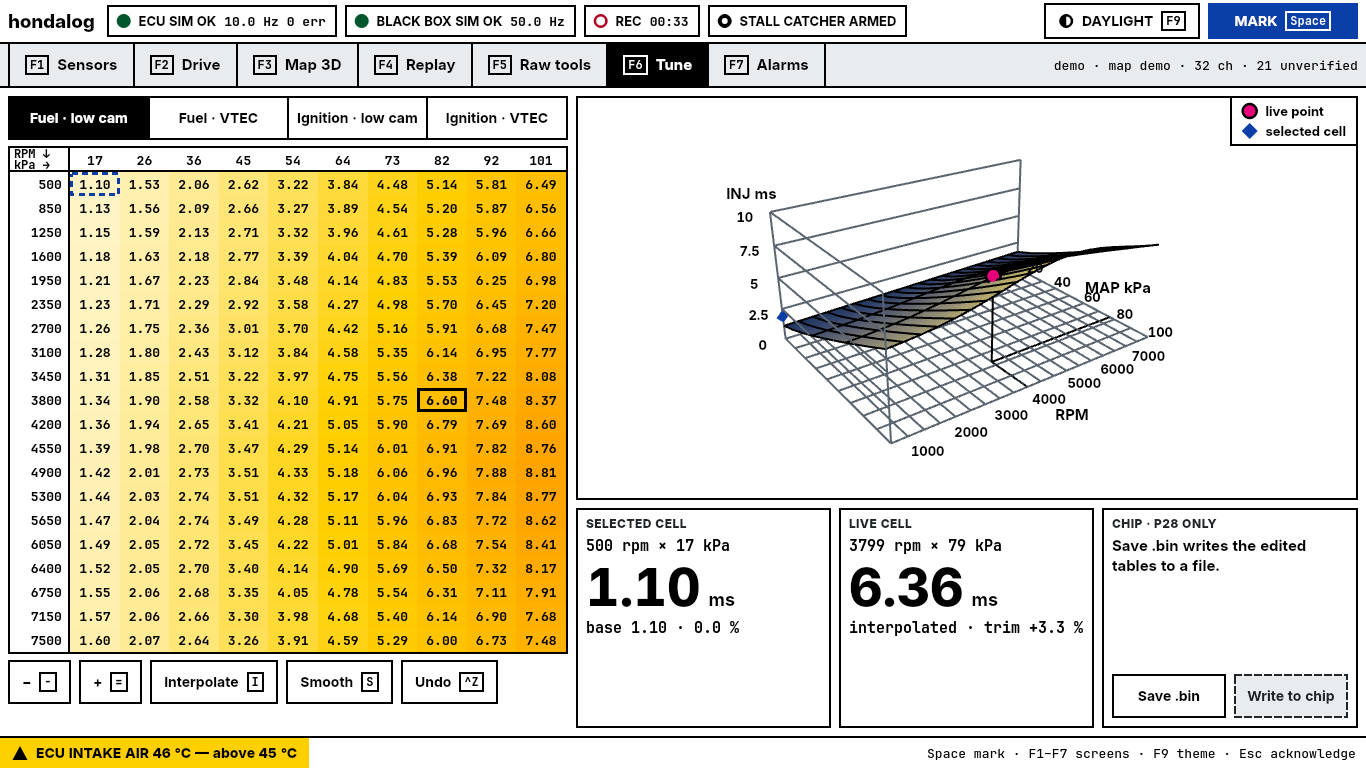 hondalog
ECU SIM OK 10.0 Hz 0 err
BLACK BOX SIM OK 50.0 Hz
REC 00:33
STALL CATCHER ARMED
DAYLIGHT F9
MARK Space
F1 Sensors
F2 Drive
F3 Map 3D
F4 Replay
F5 Raw tools
F6 Tune
F7 Alarms
demo · map demo · 32 ch · 21 unverified
Fuel · low cam
Fuel · VTEC
Ignition · low cam
Ignition · VTEC
RPM ↓
kPa → 17 26 36 45 54 64 73 82 92 101
500 1.10 1.53 2.06 2.62 3.22 3.84 4.48 5.14 5.81 6.49
850 1.13 1.56 2.09 2.66 3.27 3.89 4.54 5.20 5.87 6.56
1250 1.15 1.59 2.13 2.71 3.32 3.96 4.61 5.28 5.96 6.66
1600 1.18 1.63 2.18 2.77 3.39 4.04 4.70 5.39 6.09 6.80
1950 1.21 1.67 2.23 2.84 3.48 4.14 4.83 5.53 6.25 6.98
2350 1.23 1.71 2.29 2.92 3.58 4.27 4.98 5.70 6.45 7.20
2700 1.26 1.75 2.36 3.01 3.70 4.42 5.16 5.91 6.68 7.47
3100 1.28 1.80 2.43 3.12 3.84 4.58 5.35 6.14 6.95 7.77
3450 1.31 1.85 2.51 3.22 3.97 4.75 5.56 6.38 7.22 8.08
3800 1.34 1.90 2.58 3.32 4.10 4.91 5.75 6.60 7.48 8.37
4200 1.36 1.94 2.65 3.41 4.21 5.05 5.90 6.79 7.69 8.60
4550 1.39 1.98 2.70 3.47 4.29 5.14 6.01 6.91 7.82 8.76
4900 1.42 2.01 2.73 3.51 4.33 5.18 6.06 6.96 7.88 8.81
5300 1.44 2.03 2.74 3.51 4.32 5.17 6.04 6.93 7.84 8.77
5650 1.47 2.04 2.74 3.49 4.28 5.11 5.96 6.83 7.72 8.62
6050 1.49 2.05 2.72 3.45 4.22 5.01 5.84 6.68 7.54 8.41
6400 1.52 2.05 2.70 3.40 4.14 4.90 5.69 6.50 7.32 8.17
6750 1.55 2.06 2.68 3.35 4.05 4.78 5.54 6.31 7.11 7.91
7150 1.57 2.06 2.66 3.30 3.98 4.68 5.40 6.14 6.90 7.68
7500 1.60 2.07 2.64 3.26 3.91 4.59 5.29 6.00 6.73 7.48
− -
+ =
Interpolate I
Smooth S
Undo ^Z
live point
selected cell
INJ ms
10
7.5
5
2.5
0
40
60
80
100
MAP kPa
1000
2000
3000
4000
5000
6000
7000
RPM
SELECTED CELL
500 rpm × 17 kPa
1.10 ms
base 1.10 · 0.0 %
LIVE CELL
3799 rpm × 79 kPa
6.36 ms
interpolated · trim +3.3 %
CHIP · P28 ONLY
Save .bin writes the edited
tables to a file.
Save .bin
Write to chip
ECU INTAKE AIR 46 °C — above 45 °C
Space mark · F1–F7 screens · F9 theme · Esc acknowledge